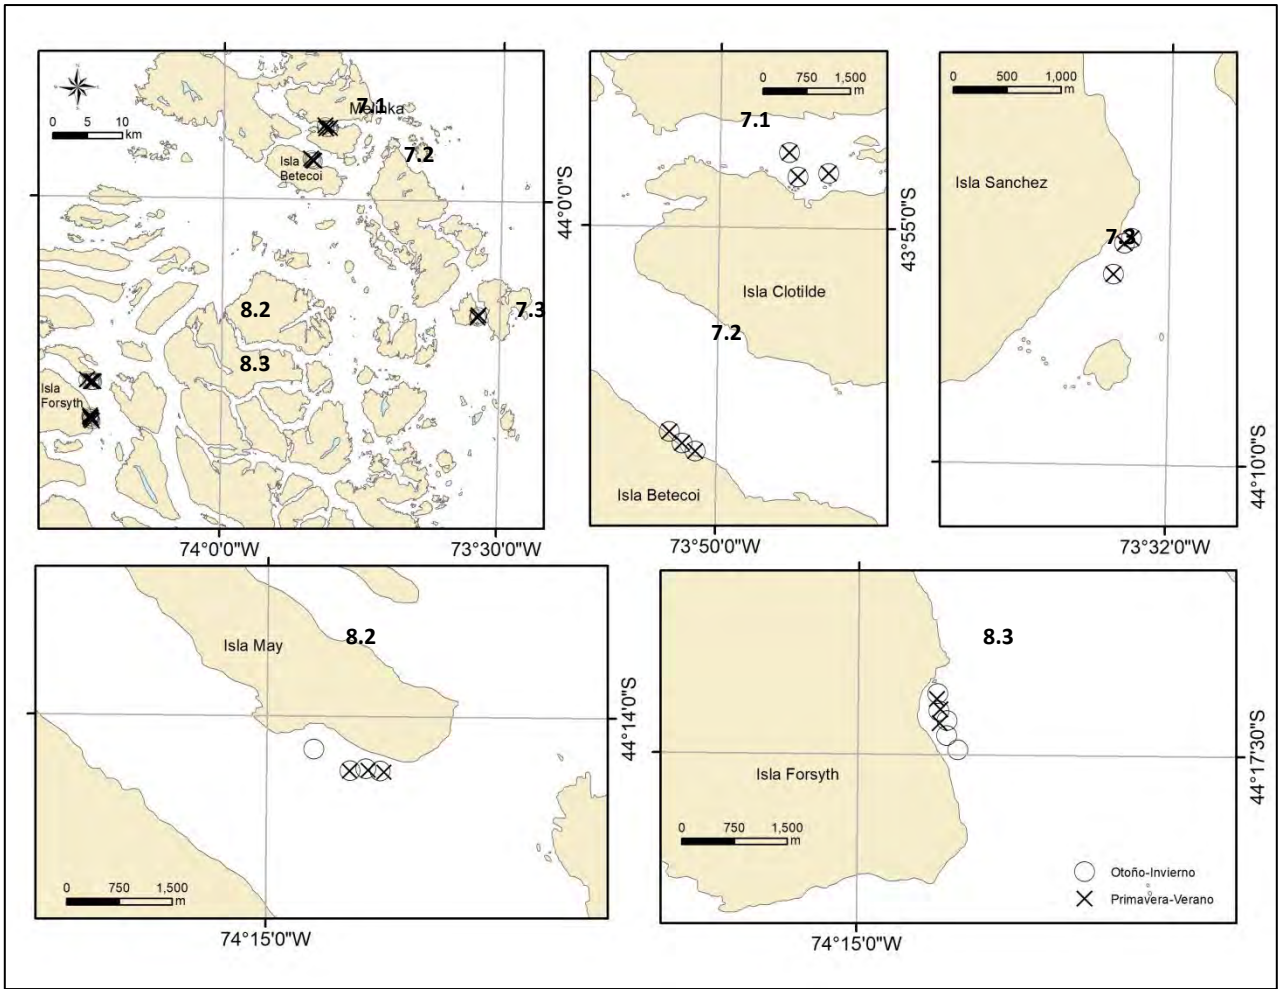 7.1
Melinka
0 5 10
km
Isla
Betecoi
7.2
44°0'0"S
8.2
7.3
8.3
Isla
Forsyth
74°0'0"W
73°30'0"W
0 750 1,500
m
7.1
43°55'0"S
Isla Clotilde
7.2
Isla Betecoi
73°50'0"W
0 500 1,000
m
Isla Sanchez
7.3
44°10'0"S
73°32'0"W
8.2
Isla May
44°14'0"S
0 750 1,500
m
74°15'0"W
8.3
44°17'30"S
Isla Forsyth
0 750 1,500
m
Otoño-Invierno
Primavera-Verano
74°15'0"W